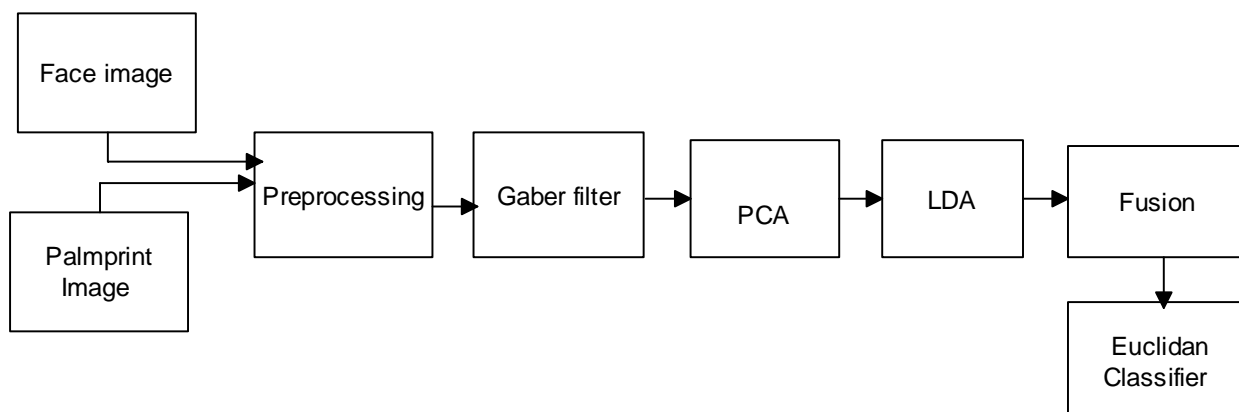 Face image
Palmprint
Image
Preprocessing
Gaber filter
PCA
LDA
Fusion
Euclidan
Classifier